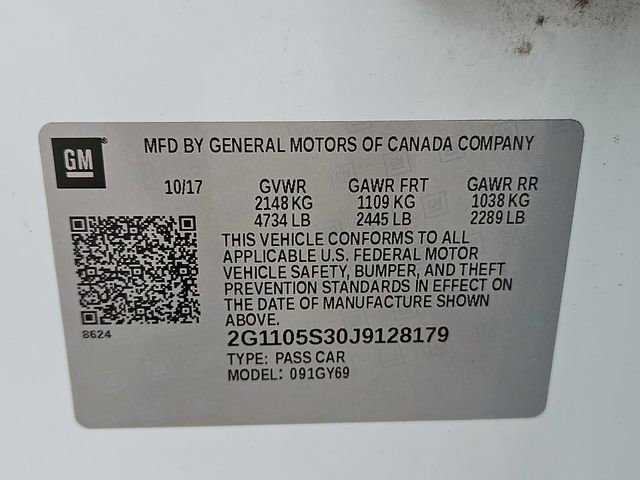 GM
MFD BY GENERAL MOTORS OF CANADA COMPANY
10/17 GVWR GAWR FRT GAWR RR
2148 KG 1109 KG 1038 KG
4734 LB 2445 LB 2289 LB
THIS VEHICLE CONFORMS TO ALL
APPLICABLE U.S. FEDERAL MOTOR
VEHICLE SAFETY, BUMPER, AND THEFT
PREVENTION STANDARDS IN EFFECT ON
THE DATE OF MANUFACTURE SHOWN
ABOVE.
8624
2G1105S30J9128179
TYPE: PASS CAR
MODEL: 091GY69